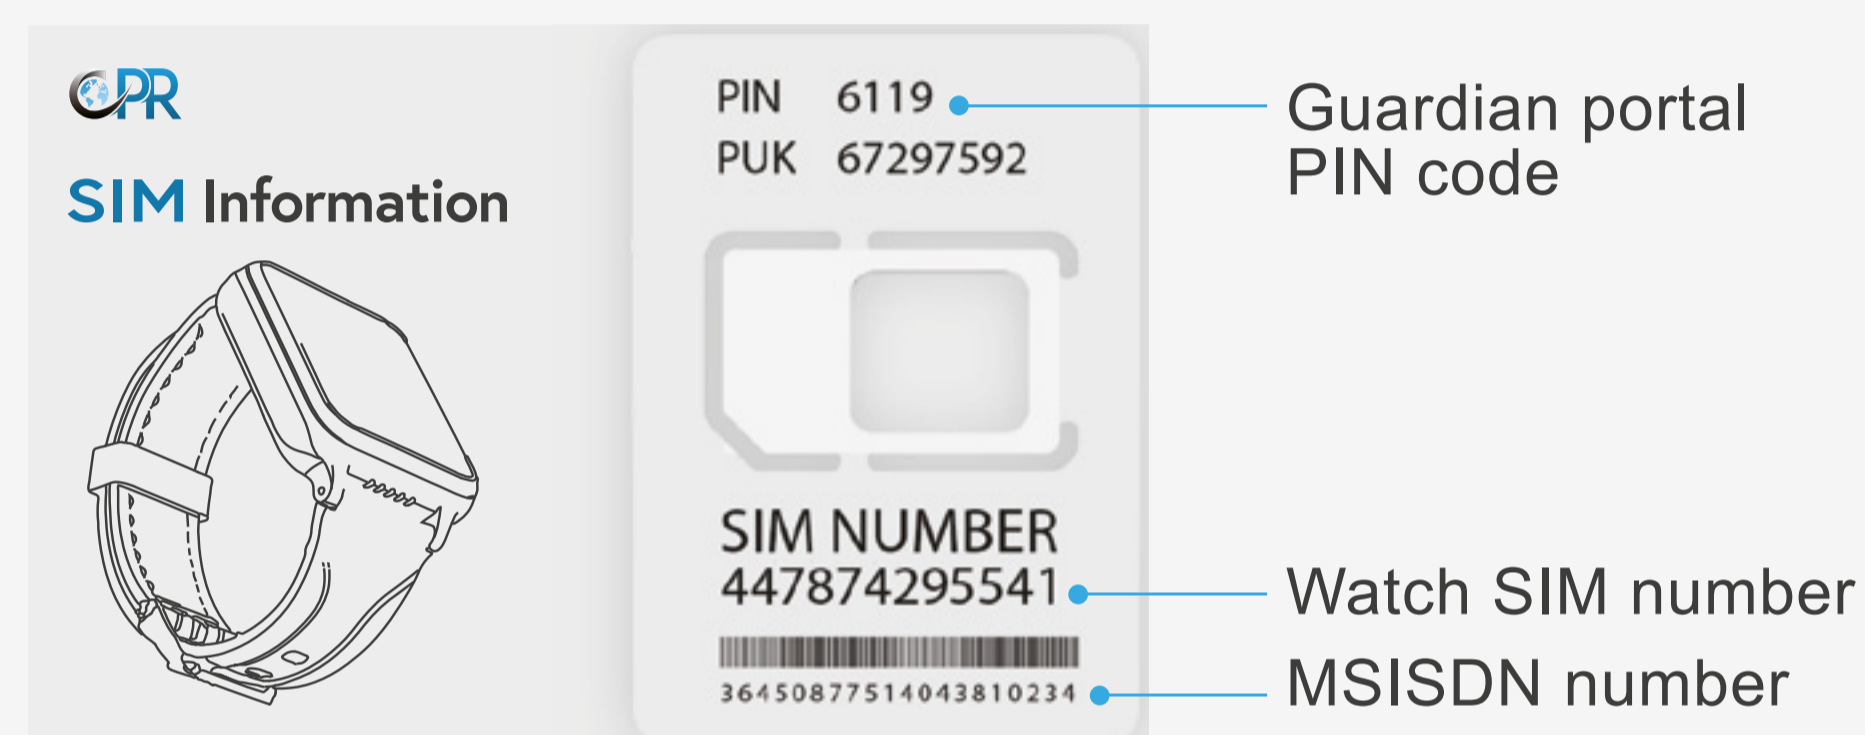 CPR
SIM Information
PIN 6119
PUK 67297592
Guardian portal
PIN code
SIM NUMBER
447874295541
Watch SIM number
36450877514043810234
MSISDN number